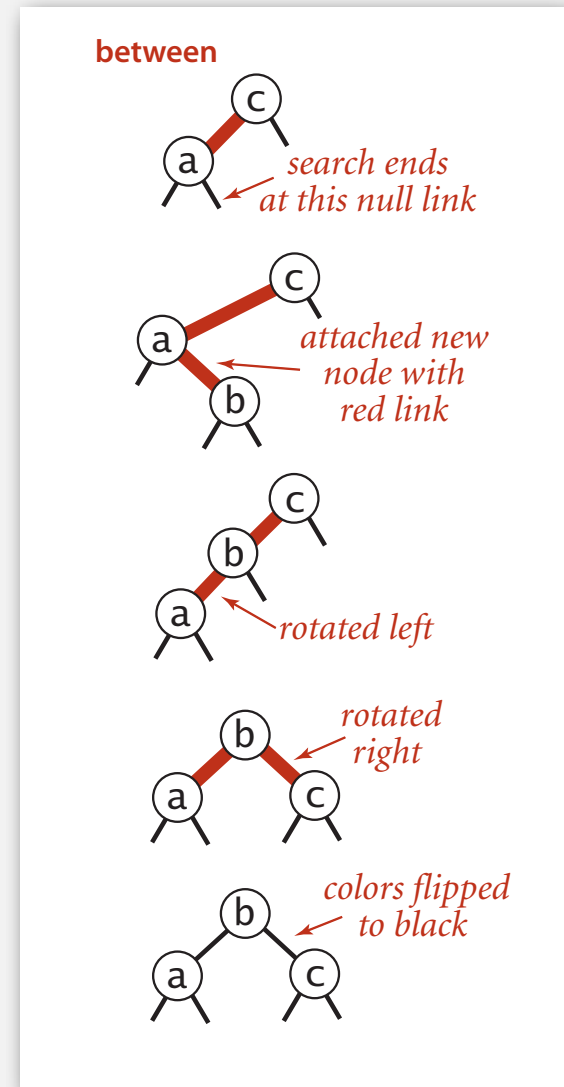 between
c
a
search ends
at this null link
c
a
attached new
node with
red link
b
c
b
a
rotated left
rotated
right
b
a
c
colors flipped
to black
b
a
c